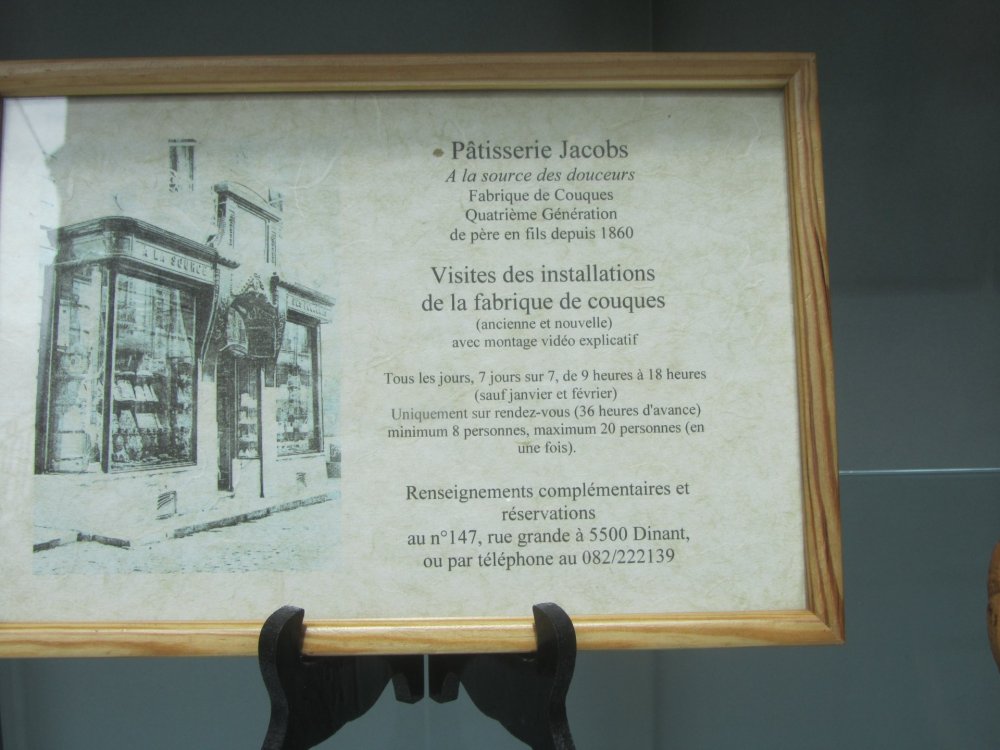 Pâtisserie Jacobs
A la source des douceurs
Fabrique de Couques
Quatrième Génération
de père en fils depuis 1860
Visites des installations
de la fabrique de couques
(ancienne et nouvelle)
avec montage vidéo explicatif
Tous les jours, 7 jours sur 7, de 9 heures à 18 heures
(sauf janvier et février)
Uniquement sur rendez-vous (36 heures d'avance)
minimum 8 personnes, maximum 20 personnes (en
une fois).
Renseignements complémentaires et
réservations
au n°147, rue grande à 5500 Dinant,
ou par téléphone au 082/222139
A LA SOURCE